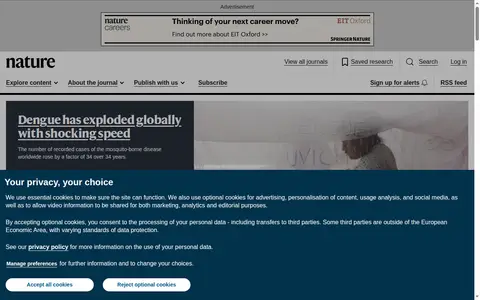 Advertisement
nature
careers
Thinking of your next career move?
Find out more about EIT Oxford >>
EIT Oxford
SPRINGER NATURE
nature
View all journals
Saved research
Search
Log in
Explore content
About the journal
Publish with us
Subscribe
Sign up for alerts
RSS feed
Dengue has exploded globally
with shocking speed
The number of recorded cases of the mosquito-borne disease
worldwide rose by a factor of 34 over 34 years.
Your privacy, your choice
We use essential cookies to make sure the site can function. We also use optional cookies for advertising, personalisation of content, usage analysis, and social media, as
well as to allow video information to be shared for both marketing, analytics and editorial purposes.
By accepting optional cookies, you consent to the processing of your personal data - including transfers to third parties. Some third parties are outside of the European
Economic Area, with varying standards of data protection.
See our privacy policy for more information on the use of your personal data.
Manage preferences for further information and to change your choices.
Accept all cookies
Reject optional cookies